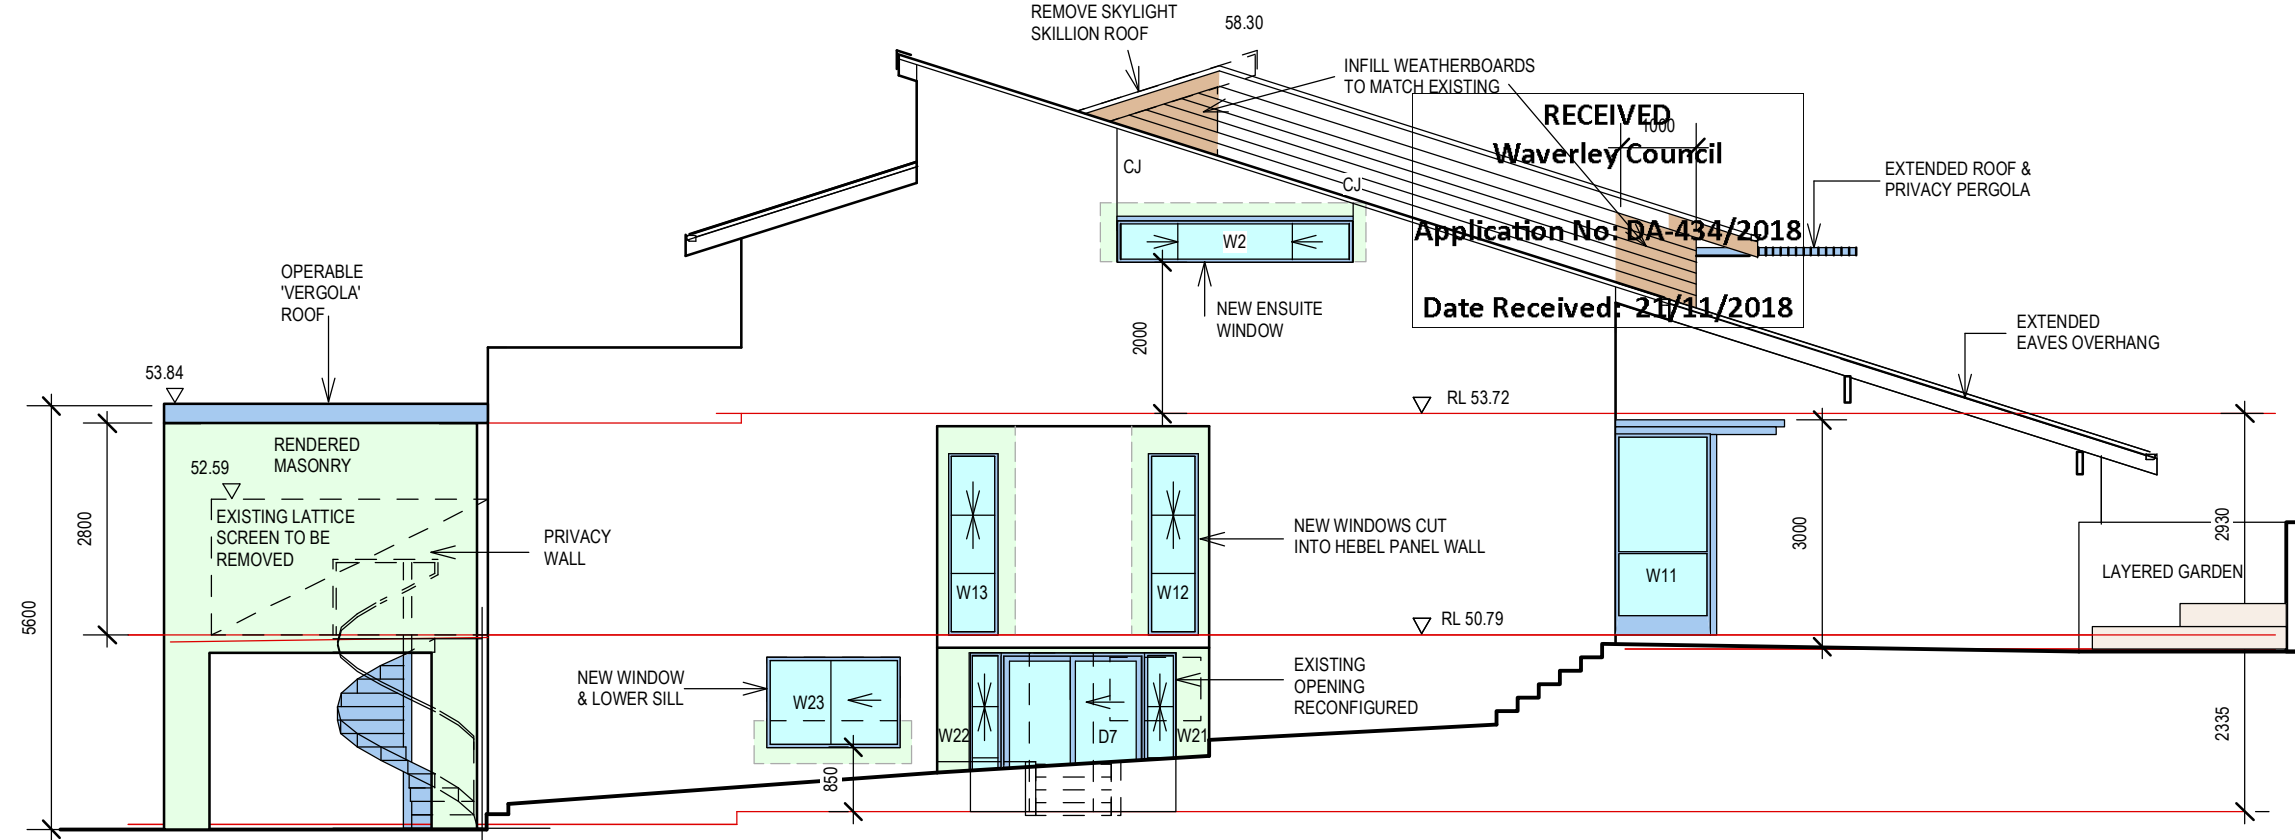 REMOVE SKYLIGHT
SKILLION ROOF
58.30
INFILL WEATHERBOARDS
TO MATCH EXISTING
RECEIVED
Waverley Council
Application No: DA-434/2018
Date Received: 21/11/2018
1000
EXTENDED ROOF &
PRIVACY PERGOLA
CJ
CJ
W2
OPERABLE
'VERGOLA'
ROOF
NEW ENSUITE
WINDOW
2000
EXTENDED
EAVES OVERHANG
53.84
RL 53.72
RENDERED
MASONRY
52.59
EXISTING LATTICE
SCREEN TO BE
REMOVED
2800
5600
PRIVACY
WALL
NEW WINDOWS CUT
INTO HEBEL PANEL WALL
W13
W12
3000
W11
2930
LAYERED GARDEN
RL 50.79
NEW WINDOW
& LOWER SILL
W23
EXISTING
OPENING
RECONFIGURED
W22
D7
W21
850
2335